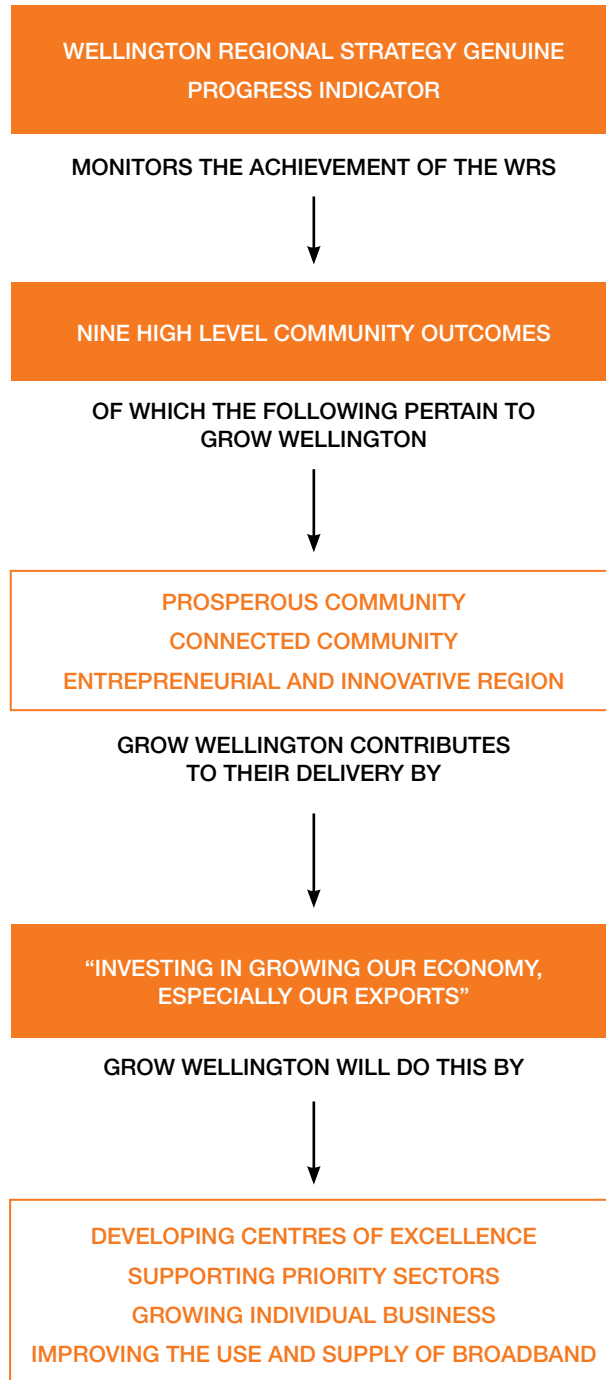 WELLINGTON REGIONAL STRATEGY GENUINE
PROGRESS INDICATOR
MONITORS THE ACHIEVEMENT OF THE WRS
NINE HIGH LEVEL COMMUNITY OUTCOMES
OF WHICH THE FOLLOWING PERTAIN TO
GROW WELLINGTON
PROSPEROUS COMMUNITY
CONNECTED COMMUNITY
ENTREPRENEURIAL AND INNOVATIVE REGION
GROW WELLINGTON CONTRIBUTES
TO THEIR DELIVERY BY
“INVESTING IN GROWING OUR ECONOMY,
ESPECIALLY OUR EXPORTS”
GROW WELLINGTON WILL DO THIS BY
DEVELOPING CENTRES OF EXCELLENCE
SUPPORTING PRIORITY SECTORS
GROWING INDIVIDUAL BUSINESS
IMPROVING THE USE AND SUPPLY OF BROADBAND